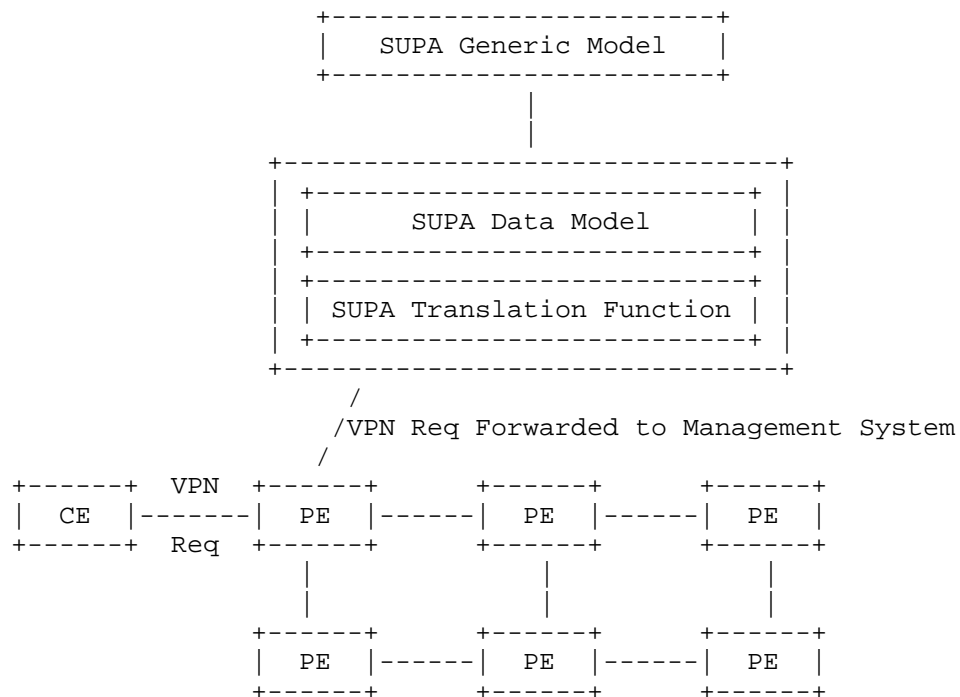 SUPA Generic Model
SUPA Data Model
SUPA Translation Function
VPN Req Forwarded to Management System
VPN
CE PE PE PE
Req
PE PE PE